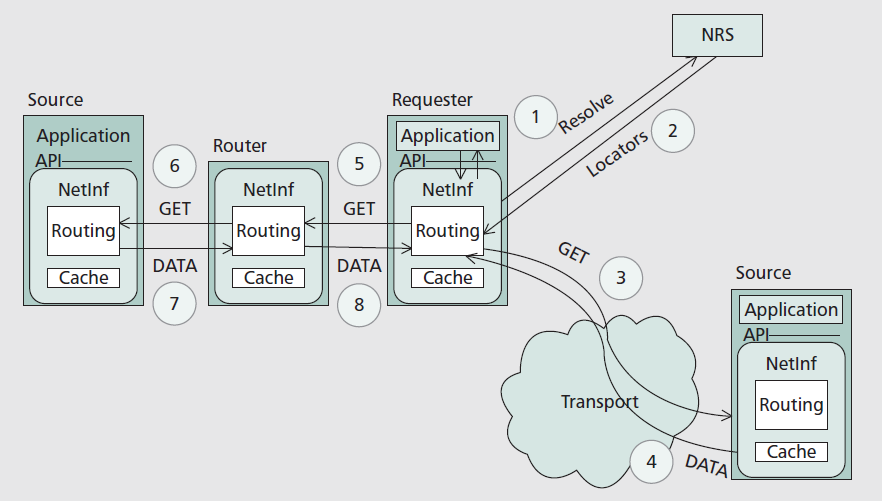 NRS
Source
Application
API
NetInf
Routing
Cache
6
GET
DATA
7
Router
NetInf
Routing
Cache
5
GET
DATA
8
Requester
Application
API
NetInf
Routing
Cache
1
Resolve
Locators
2
GET
3
Transport
4
DATA
Source
Application
API
NetInf
Routing
Cache